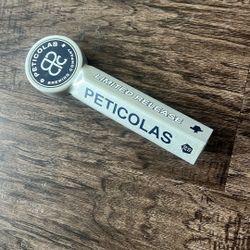 PETICOLAS
BREWING COMPANY
LIMITED RELEASE
PETICOLAS